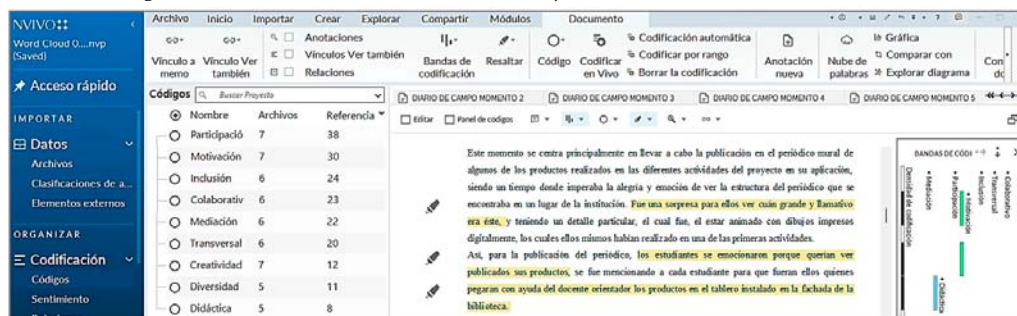 NVIVO
Archivo Inicio Importar Crear Explorar Compartir Módulos Documento
Word Cloud 0....nvp
(Saved)
Acceso rápido
IMPORTAR
Datos
Archivos
Clasificaciones de a...
Elementos externos
ORGANIZAR
Codificación
Códigos
Sentimiento
Vínculo a memo
Vínculo Ver también
Anotaciones
Vínculos Ver también
Relaciones
Bandas de codificación
Resaltar
Código
Codificar en Vivo
Codificación automática
Codificar por rango
Borrar la codificación
Anotación nueva
Nube de palabras
Gráfica
Comparar con
Explorar diagrama
Códigos Buscar Proyecto
Nombre Archivos Referencia
Participació 7 38
Motivación 7 30
Inclusión 6 24
Colaborativ 6 23
Mediación 6 22
Transversal 6 20
Creatividad 7 12
Diversidad 5 11
Didáctica 5 8
DIARIO DE CAMPO MOMENTO 2 DIARIO DE CAMPO MOMENTO 3 DIARIO DE CAMPO MOMENTO 4 DIARIO DE CAMPO MOMENTO 5
Editar Panel de codigos
Este momento se centra principalmente en llevar a cabo la publicación en el periódico mural de
algunos de los productos realizados en las diferentes actividades del proyecto en su aplicación,
siendo un tiempo donde imperaba la alegría y emoción de ver la estructura del periódico que se
encontraba en un lugar de la institución. Fue una sorpresa para ellos ver cuán grande y llamativo
era éste, y teniendo un detalle particular, el cual fue, el estar animado con dibujos impresos
digitalmente, los cuales ellos mismos habían realizado en una de las primeras actividades.
Así, para la publicación del periódico, los estudiantes se emocionaron porque querían ver
publicados sus productos, se fue mencionando a cada estudiante para que fueran ellos quienes
pegaran con ayuda del docente orientador los productos en el tablero instalado en la fachada de la
biblioteca.
BANDAS DE CÓDI
Colaborativo
Transversal
Inclusión
Motivación
Participación
Mediación
Densidad de codificación
Didáctica